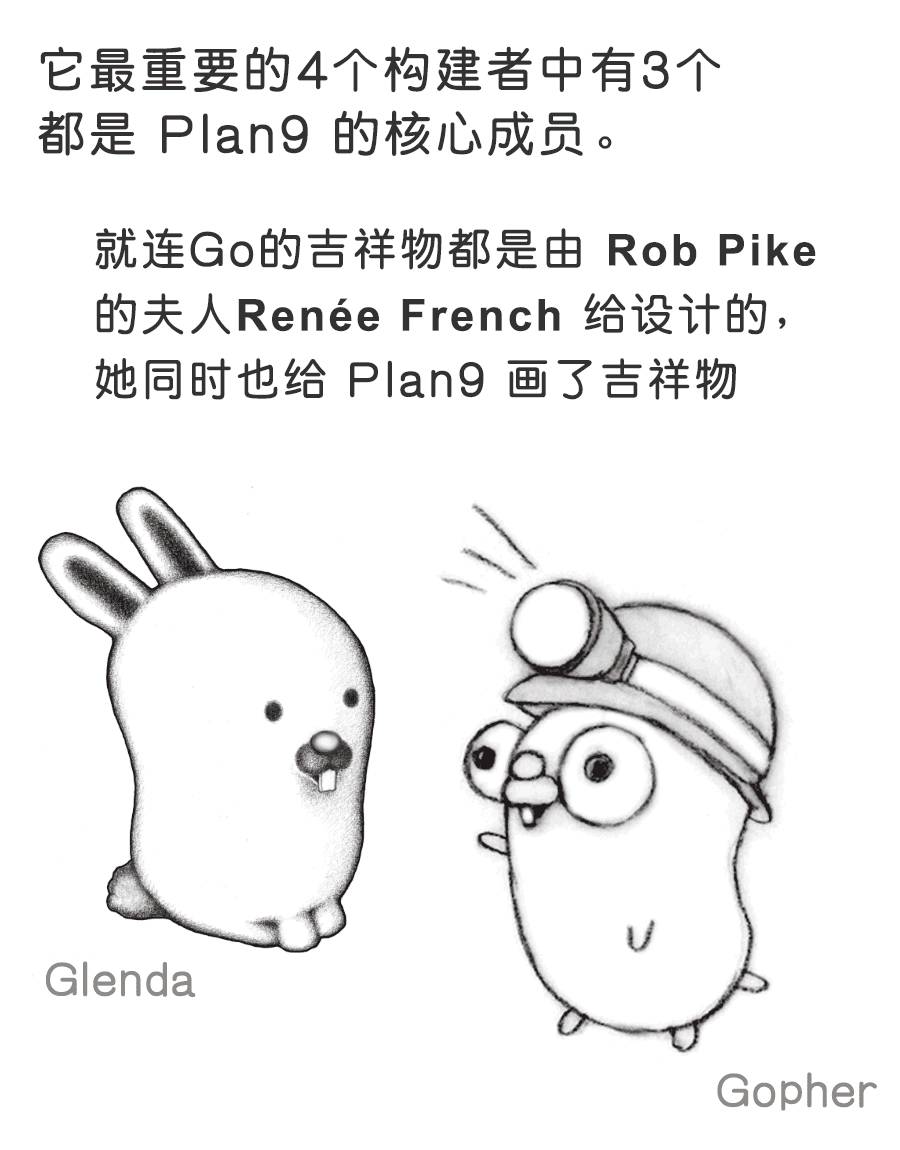 它最重要的4个构建者中有3个
都是 Plan9 的核心成员。
就连Go的吉祥物都是由 Rob Pike
的夫人Renée French 给设计的，
她同时也给 Plan9 画了吉祥物
Glenda
Gopher